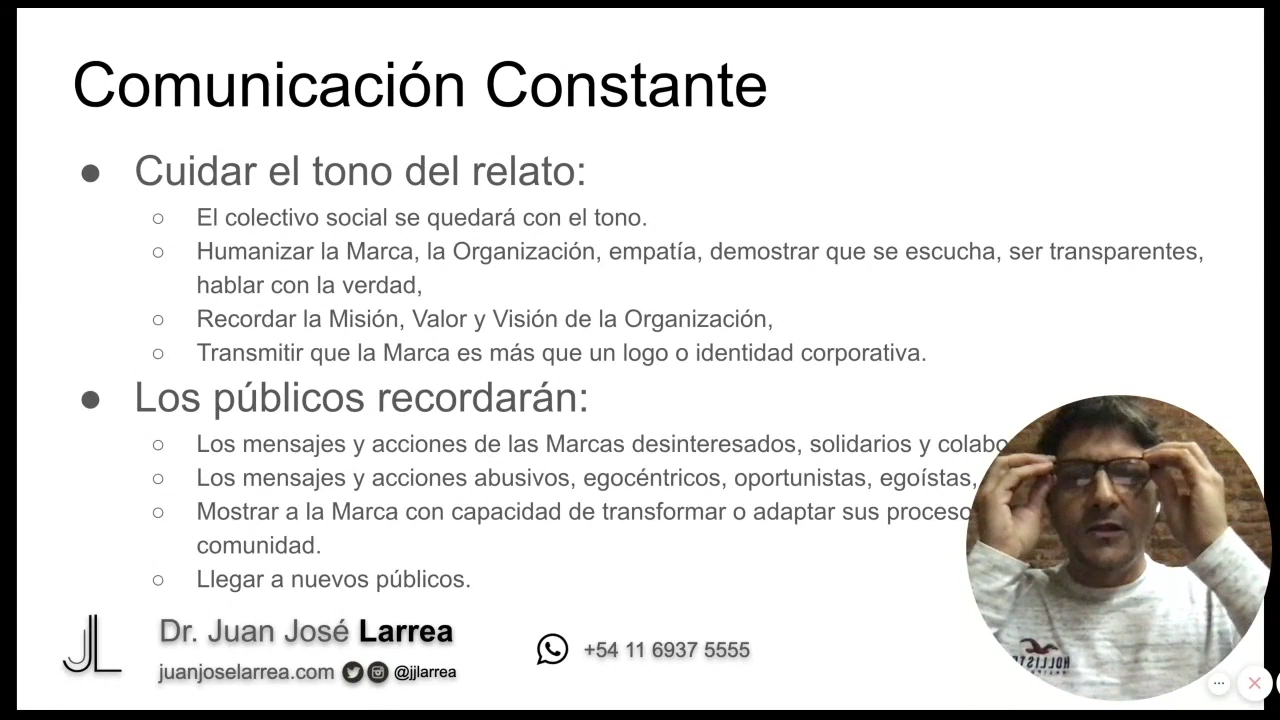 Comunicación Constante
● Cuidar el tono del relato:
○ El colectivo social se quedará con el tono.
○ Humanizar la Marca, la Organización, empatía, demostrar que se escucha, ser transparentes,
hablar con la verdad,
○ Recordar la Misión, Valor y Visión de la Organización,
○ Transmitir que la Marca es más que un logo o identidad corporativa.
● Los públicos recordarán:
○ Los mensajes y acciones de las Marcas desinteresados, solidarios y
○ Los mensajes y acciones abusivos, egocéntricos, oportunistas, egoístas,
○ Mostrar a la Marca con capacidad de transformar o adaptar sus
comunidad.
○ Llegar a nuevos públicos.
JL
Dr. Juan José Larrea
+54 11 6937 5555
juanjoselarrea.com @jjlarrea